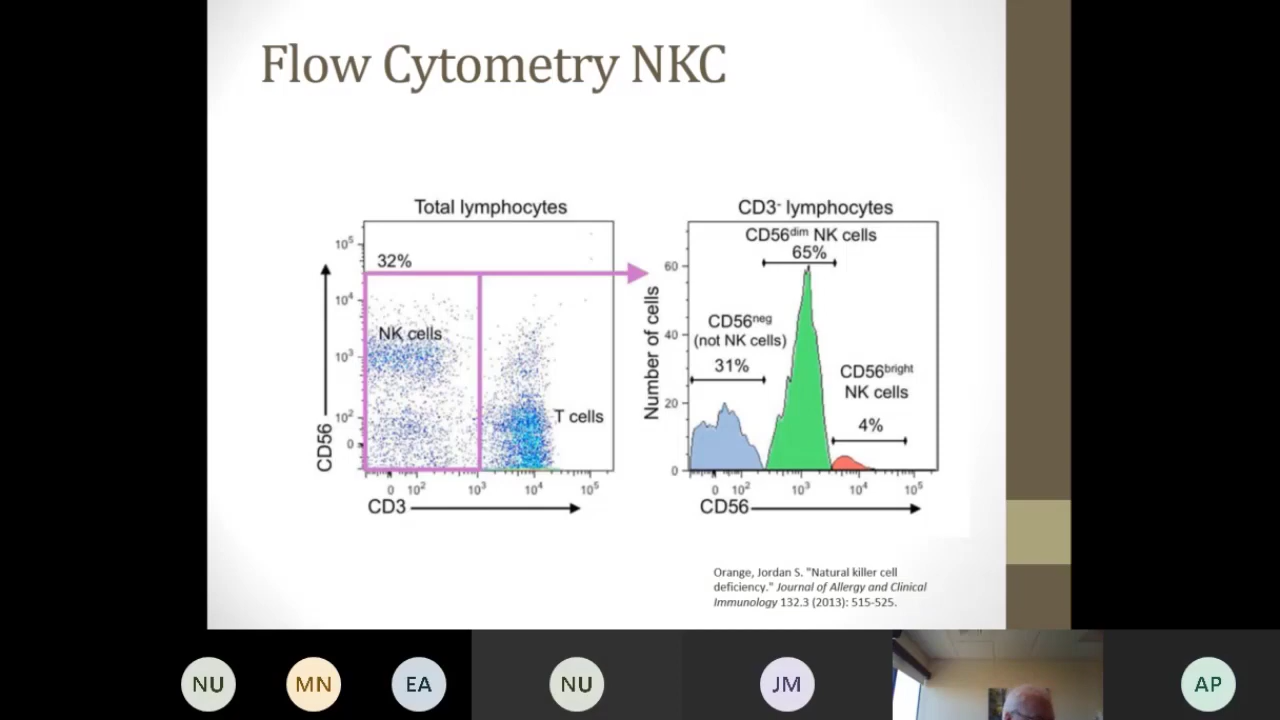 Flow Cytometry NKC
Total lymphocytes
10⁵
32%
10⁴
NK cells
10³
10²
T cells
0
CD56
0 10² 10³ 10⁴ 10⁵
CD3
CD3⁻ lymphocytes
CD56ᵈⁱᵐ NK cells
65%
60
CD56ⁿᵉᵍ
(not NK cells)
40
31%
CD56ᵇʳⁱᵍʰᵗ
NK cells
20
4%
0
Number of cells
0 10² 10³ 10⁴ 10⁵
CD56
Orange, Jordan S. "Natural killer cell
deficiency." Journal of Allergy and Clinical
Immunology 132.3 (2013): 515-525.
NU MN EA NU JM AP